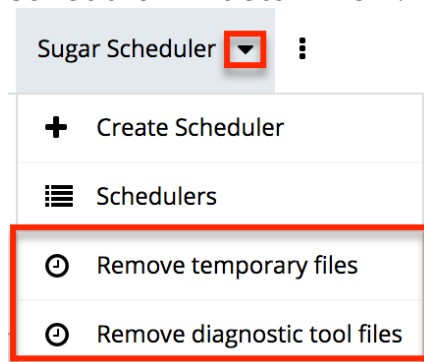 Sugar Scheduler
Create Scheduler
Schedulers
Remove temporary files
Remove diagnostic tool files